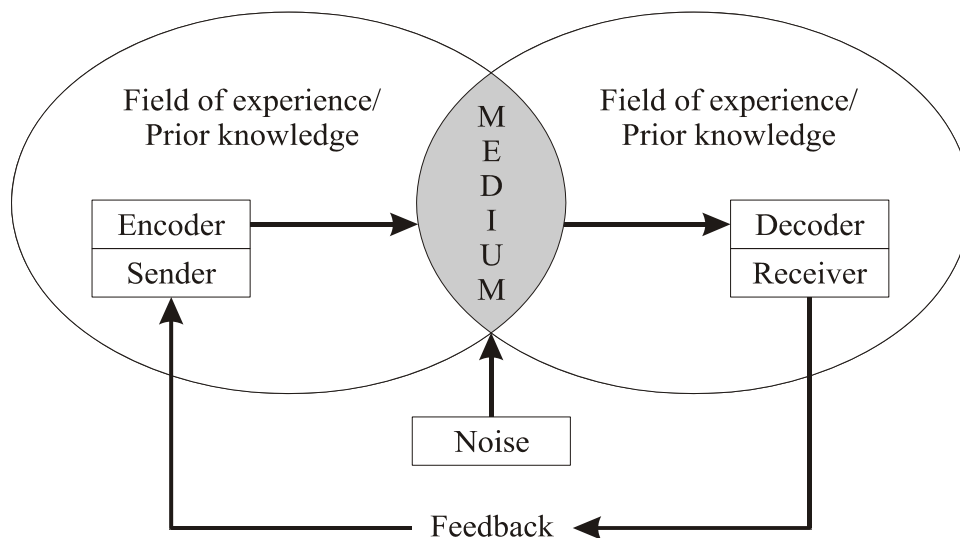 Field of experience/
Prior knowledge
Field of experience/
Prior knowledge
M
E
D
I
U
M
Encoder
Sender
Decoder
Receiver
Noise
Feedback